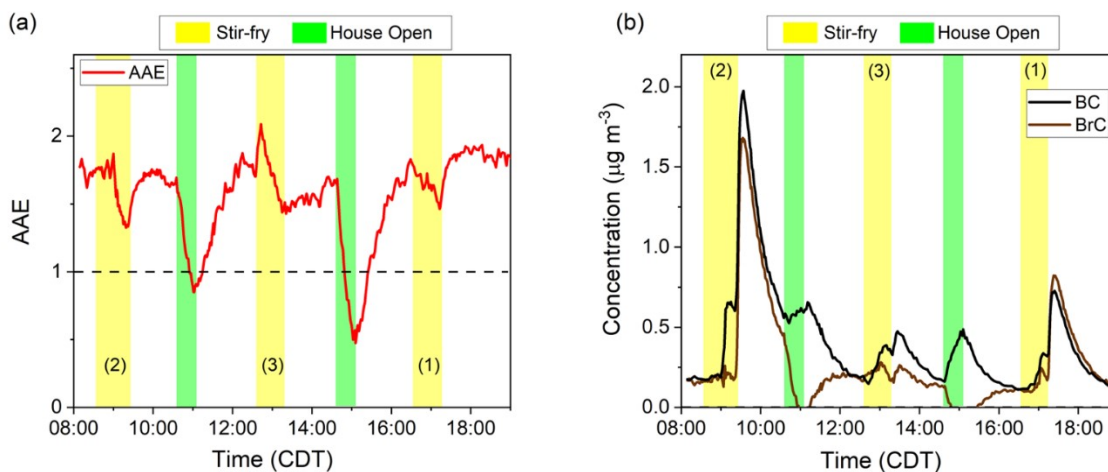 (a)
Stir-fry House Open
AAE
2
1
0
AAE
(2)
(3)
(1)
08:00 10:00 12:00 14:00 16:00 18:00
Time (CDT)
(b)
Stir-fry House Open
(2)
(3)
(1)
BC
BrC
2.0
1.5
1.0
0.5
0.0
Concentration (µg m⁻³)
08:00 10:00 12:00 14:00 16:00 18:00
Time (CDT)